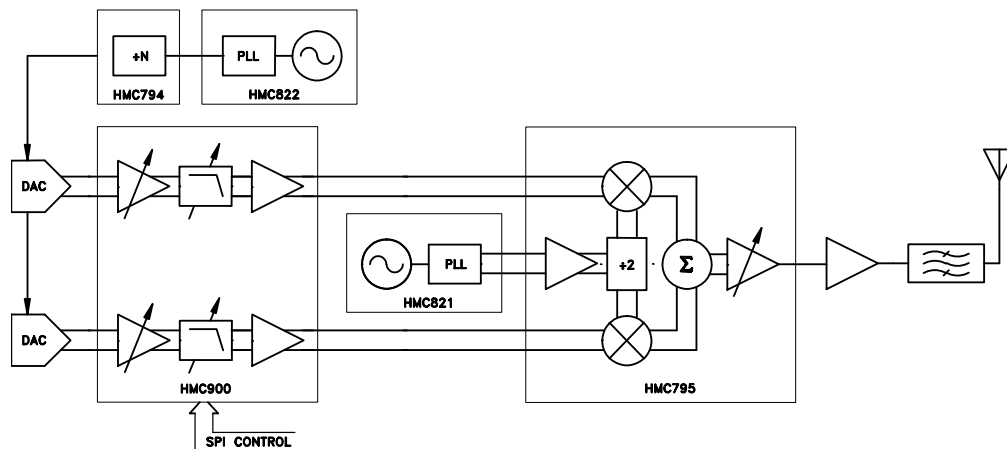 ÷N
PLL
HMC794
HMC822
DAC
PLL
÷2
Σ
HMC821
DAC
HMC900
HMC795
SPI CONTROL